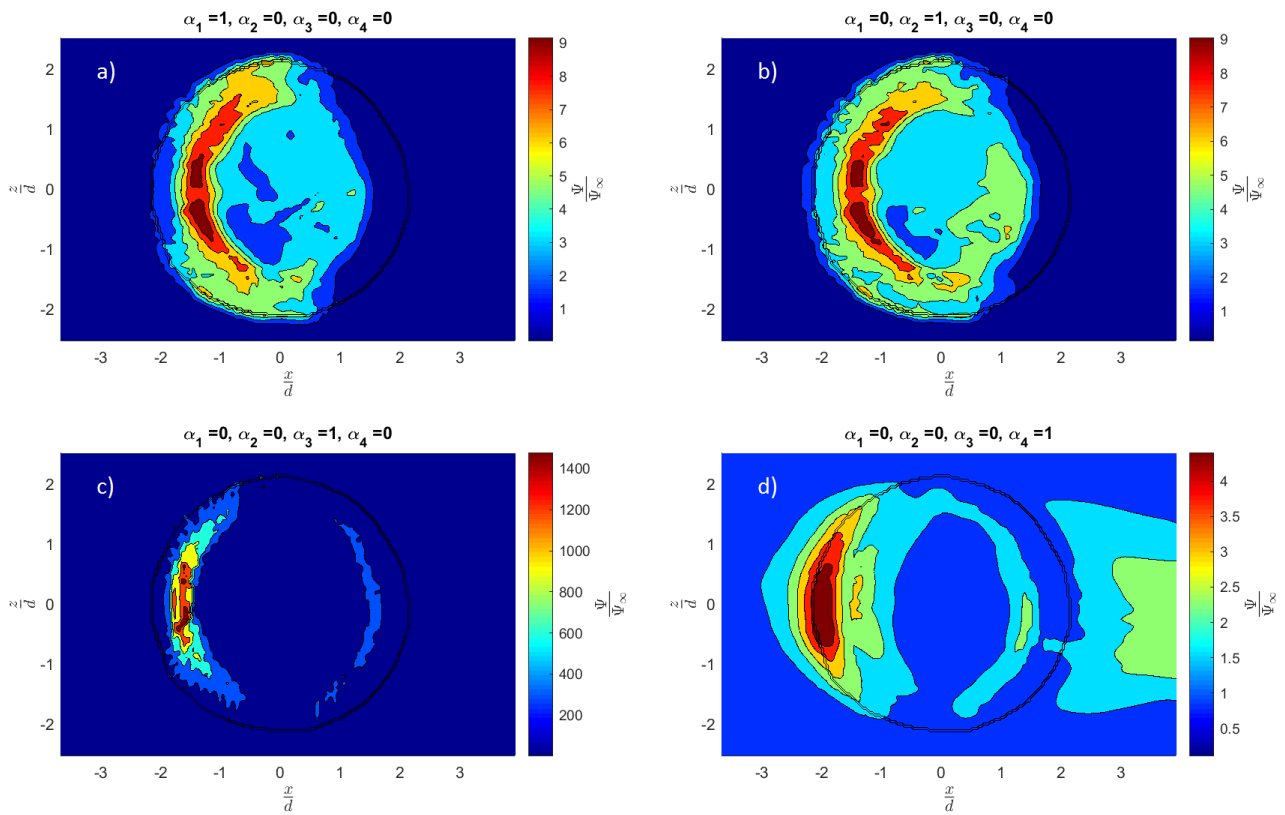 α1 =1, α2 =0, α3 =0, α4 =0
a)
2
1
0
-1
-2
z/d
-3 -2 -1 0 1 2 3
x/d
9
8
7
6
5
4
3
2
1
Ψ/Ψ∞
α1 =0, α2 =1, α3 =0, α4 =0
b)
2
1
0
-1
-2
z/d
-3 -2 -1 0 1 2 3
x/d
9
8
7
6
5
4
3
2
1
Ψ/Ψ∞
α1 =0, α2 =0, α3 =1, α4 =0
c)
2
1
0
-1
-2
z/d
-3 -2 -1 0 1 2 3
x/d
1400
1200
1000
800
600
400
200
Ψ/Ψ∞
α1 =0, α2 =0, α3 =0, α4 =1
d)
2
1
0
-1
-2
z/d
-3 -2 -1 0 1 2 3
x/d
4
3.5
3
2.5
2
1.5
1
0.5
Ψ/Ψ∞